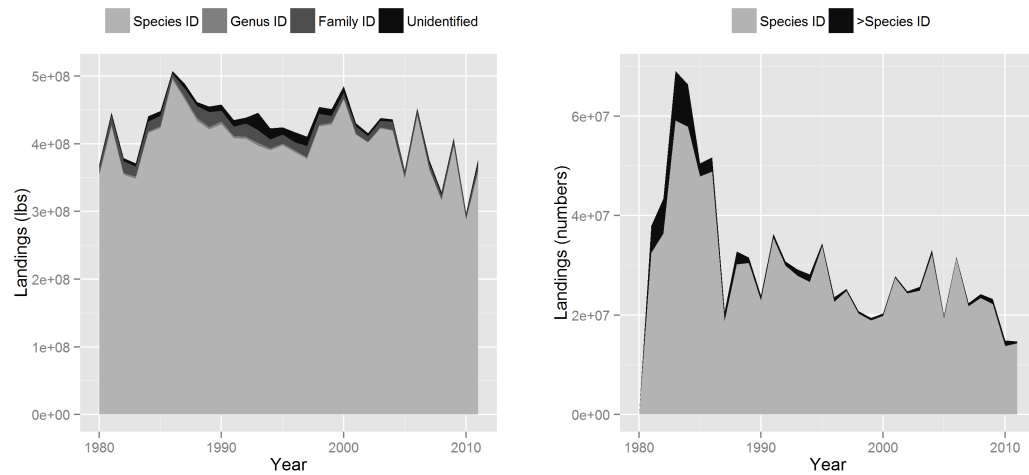 Species ID Genus ID Family ID Unidentified
5e+08
4e+08
3e+08
2e+08
1e+08
0e+00
Landings (lbs)
1980 1990 2000 2010
Year
Species ID >Species ID
6e+07
4e+07
2e+07
0e+00
Landings (numbers)
1980 1990 2000 2010
Year